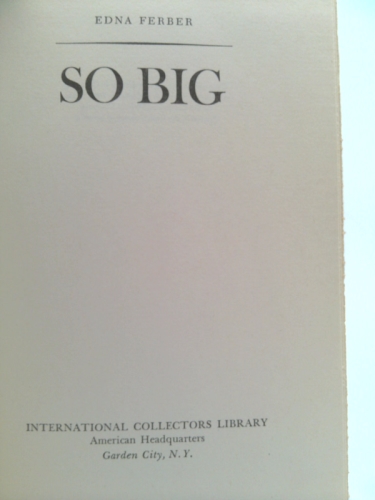 EDNA FERBER
SO BIG
INTERNATIONAL COLLECTORS LIBRARY
American Headquarters
Garden City, N. Y.